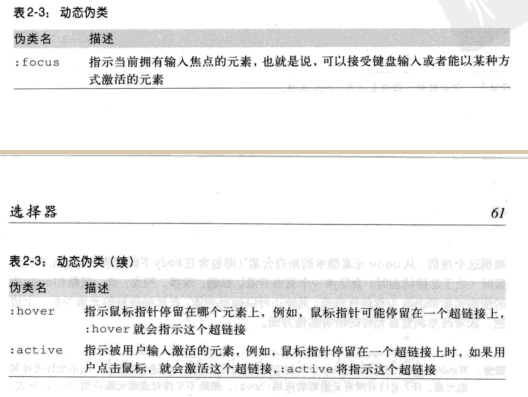 表2-3：动态伪类
伪类名 描述
:focus 指示当前拥有输入焦点的元素，也就是说，可以接受键盘输入或者能以某种方
式激活的元素
选择器 61
表2-3：动态伪类（续）
伪类名 描述
:hover 指示鼠标指针停留在哪个元素上，例如，鼠标指针可能停留在一个超链接上，
:hover 就会指示这个超链接
:active 指示被用户输入激活的元素，例如，鼠标指针停留在一个超链接上时，如果用
户点击鼠标，就会激活这个超链接，:active 将指示这个超链接